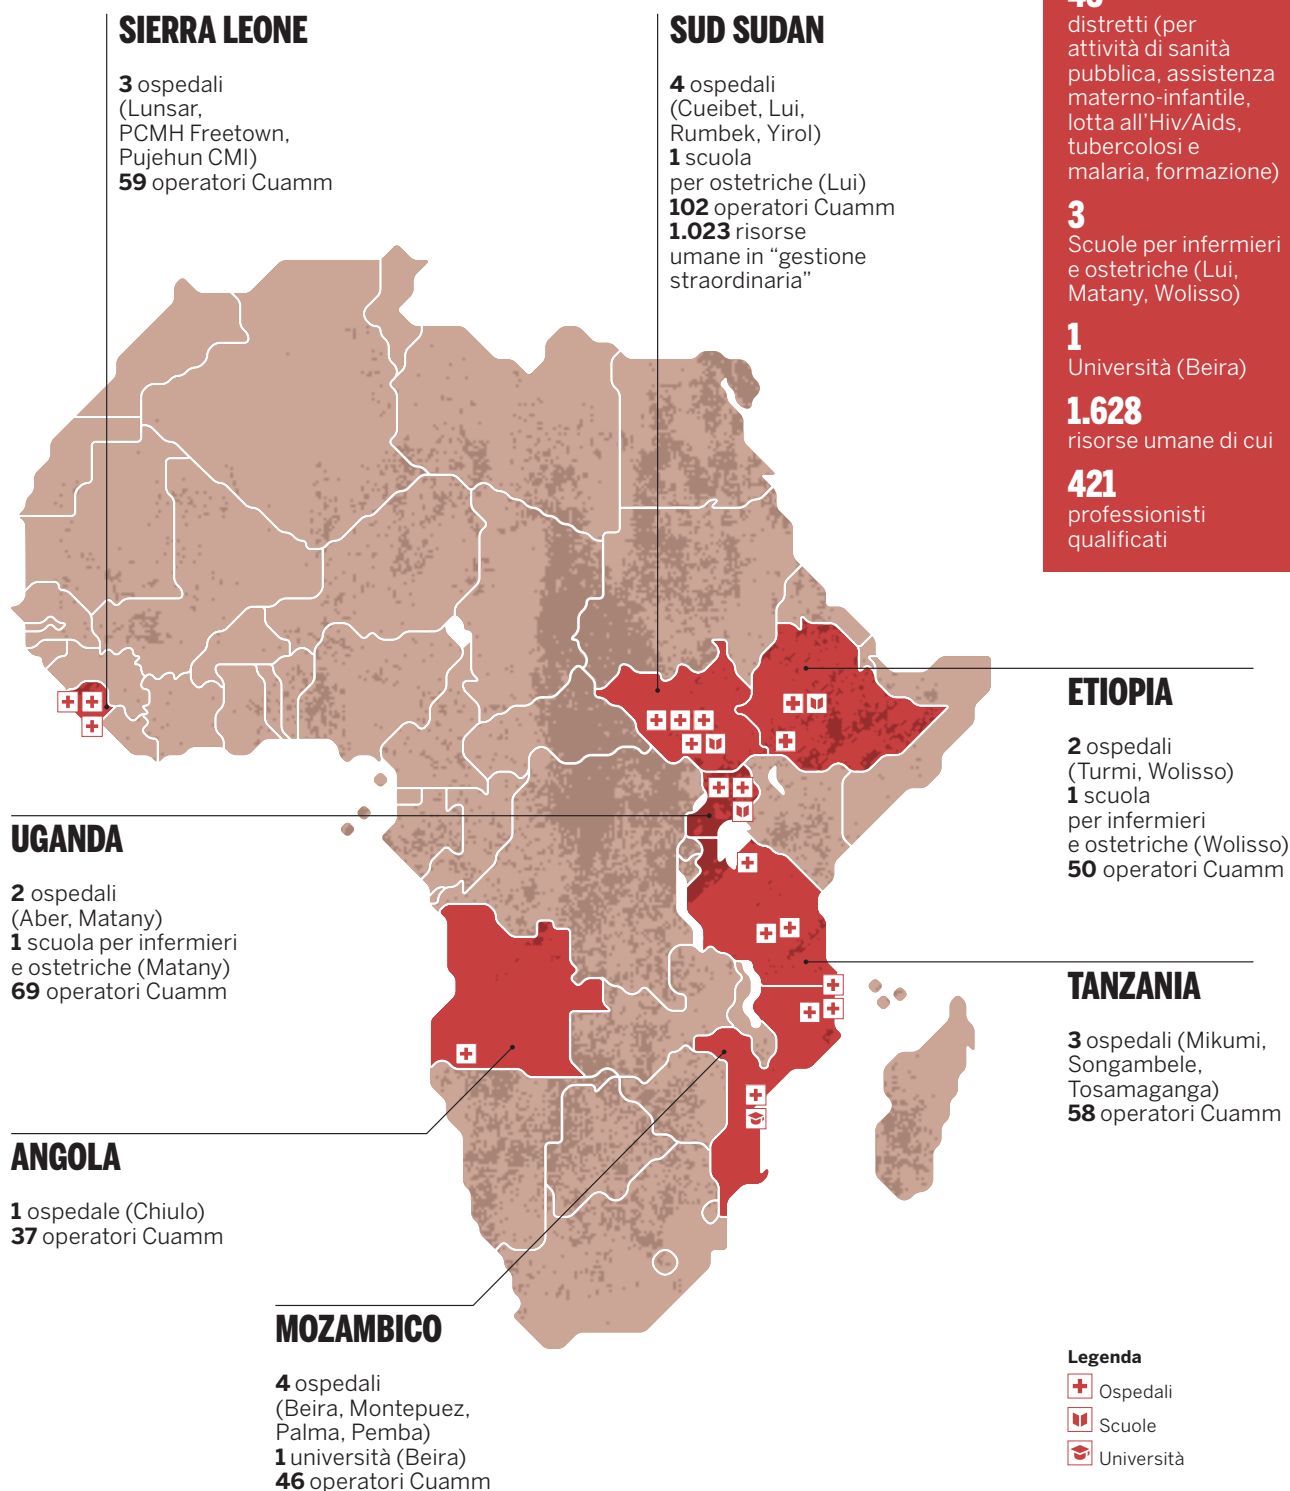 SIERRA LEONE
3 ospedali
(Lunsar,
PCMH Freetown,
Pujehun CMI)
59 operatori Cuamm
SUD SUDAN
4 ospedali
(Cueibet, Lui,
Rumbek, Yirol)
1 scuola
per ostetriche (Lui)
102 operatori Cuamm
1.023 risorse
umane in “gestione
straordinaria”
distretti (per
attività di sanità
pubblica, assistenza
materno-infantile,
lotta all'Hiv/Aids,
tubercolosi e
malaria, formazione)
3
Scuole per infermieri
e ostetriche (Lui,
Matany, Wolisso)
1
Università (Beira)
1.628
risorse umane di cui
421
professionisti
qualificati
ETIOPIA
2 ospedali
(Turmi, Wolisso)
1 scuola
per infermieri
e ostetriche (Wolisso)
50 operatori Cuamm
UGANDA
2 ospedali
(Aber, Matany)
1 scuola per infermieri
e ostetriche (Matany)
69 operatori Cuamm
TANZANIA
3 ospedali (Mikumi,
Songambele,
Tosamaganga)
58 operatori Cuamm
ANGOLA
1 ospedale (Chiulo)
37 operatori Cuamm
MOZAMBICO
4 ospedali
(Beira, Montepuez,
Palma, Pemba)
1 università (Beira)
46 operatori Cuamm
Legenda
Ospedali
Scuole
Università